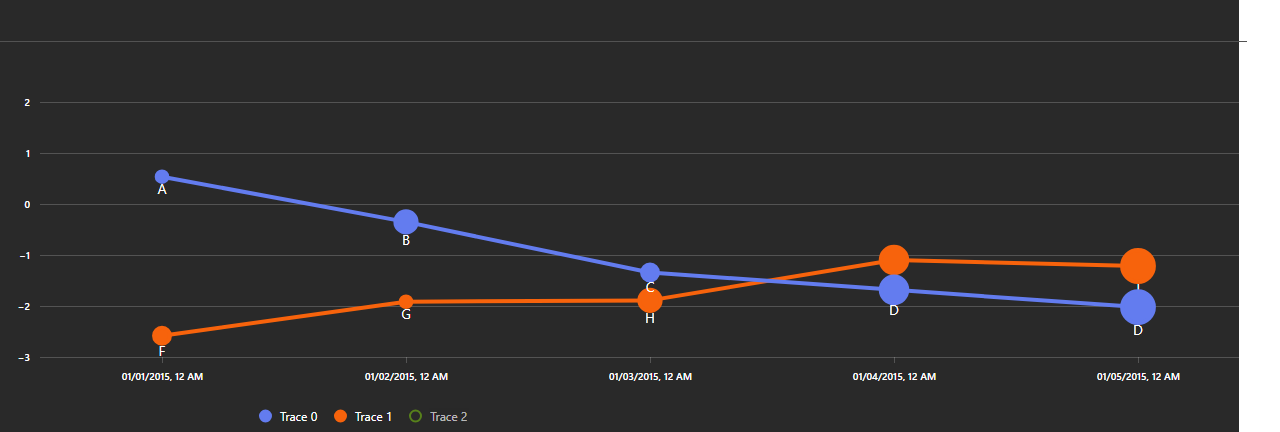 2
1
A
0
B
−1
C
−2
G
H
D
D
F
−3
01/01/2015, 12 AM 01/02/2015, 12 AM 01/03/2015, 12 AM 01/04/2015, 12 AM 01/05/2015, 12 AM
Trace 0 Trace 1 Trace 2